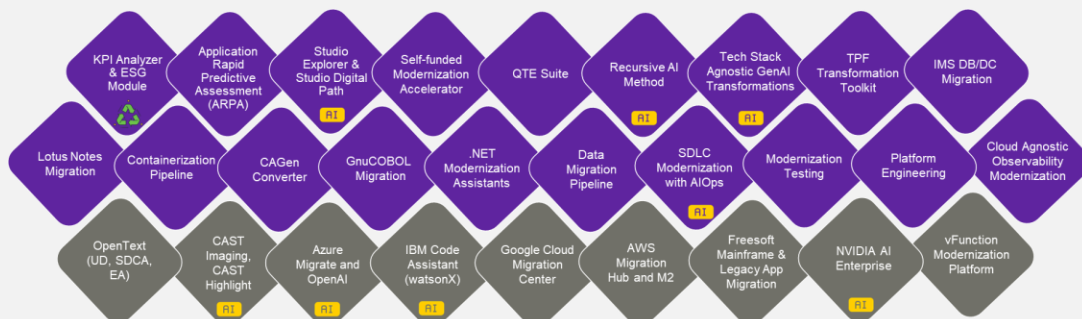 KPI Analyzer
& ESG
Module
Application
Rapid
Predictive
Assessment
(ARPA)
Studio
Explorer &
Studio Digital
Path
AI
Self-funded
Modernization
Accelerator
QTE Suite
Recursive AI
Method
AI
Tech Stack
Agnostic GenAI
Transformations
AI
TPF
Transformation
Toolkit
IMS DB/DC
Migration
Lotus Notes
Migration
Containerization
Pipeline
CAGen
Converter
GnuCOBOL
Migration
.NET
Modernization
Assistants
Data
Migration
Pipeline
SDLC
Modernization
with AIOps
AI
Modernization
Testing
Platform
Engineering
Cloud Agnostic
Observability
Modernization
OpenText
(UD, SDCA,
EA)
CAST
Imaging,
CAST
Highlight
AI
Azure
Migrate and
OpenAI
AI
IBM Code
Assistant
(watsonX)
AI
Google Cloud
Migration
Center
AWS
Migration
Hub and M2
Freesoft
Mainframe &
Legacy App
Migration
NVIDIA AI
Enterprise
AI
vFunction
Modernization
Platform